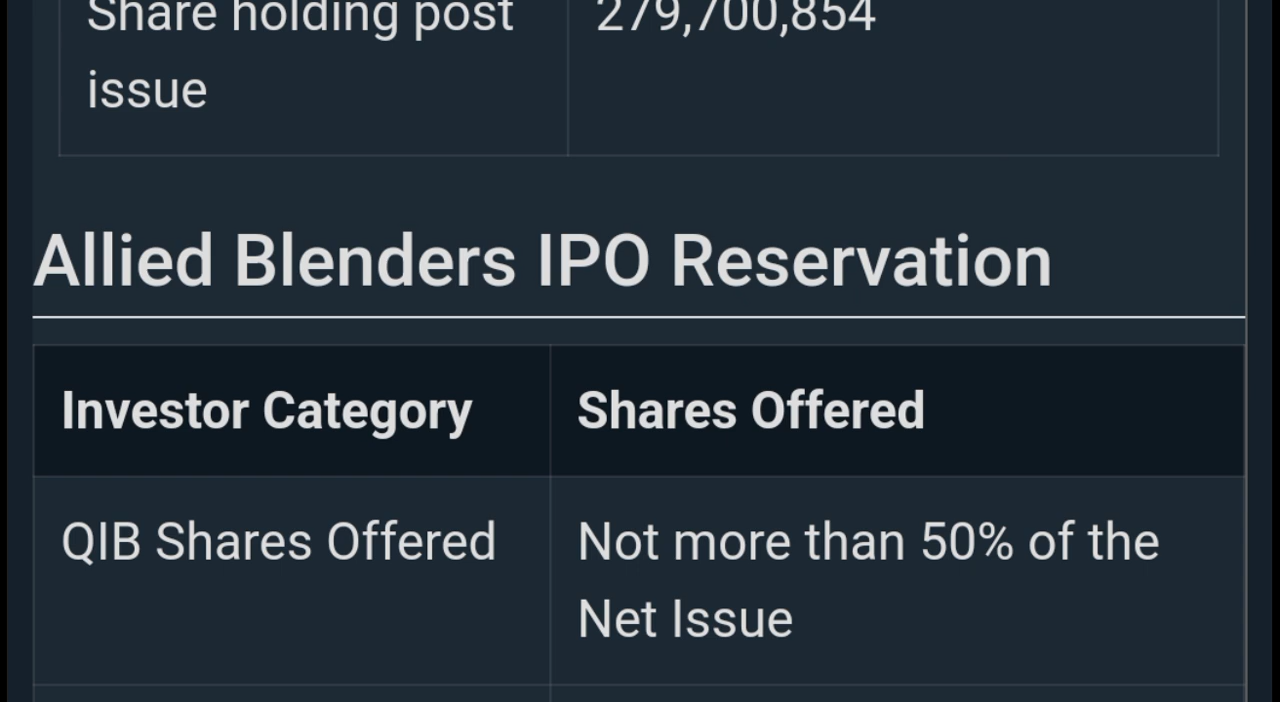 Share holding post
279,700,854
issue
Allied Blenders IPO Reservation
Investor Category
Shares Offered
QIB Shares Offered
Not more than 50% of the
Net Issue